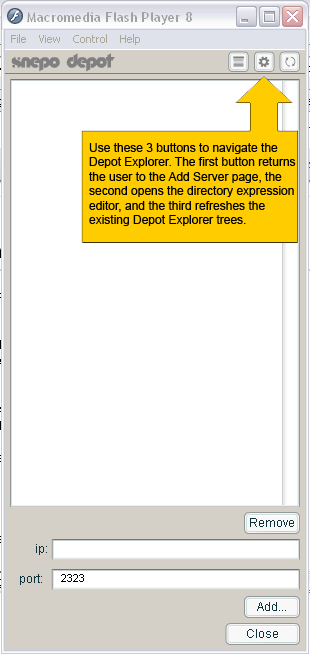 Macromedia Flash Player 8
File View Control Help
snepo depot
Use these 3 buttons to navigate the
Depot Explorer. The first button returns
the user to the Add Server page, the
second opens the directory expression
editor, and the third refreshes the
existing Depot Explorer trees.
Remove
ip:
port: 2323
Add...
Close